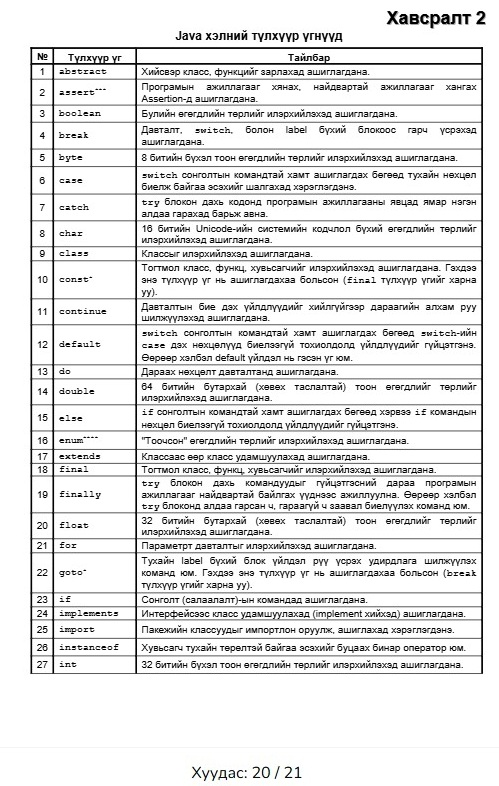 Хавсралт 2
Java хэлний түлхүүр үгнүүд
№ Түлхүүр үг Тайлбар
1 abstract Хийсвэр класс, функцийг зарлахад ашиглагдана.
2 assert*** Програмын ажиллагааг хянах, найдвартай ажиллагааг хангах
Assertion-д ашиглагдана.
3 boolean Булийн өгөгдлийн төрлийг илэрхийлэхэд ашиглагдана.
4 break Давталт, switch, болон label бүхий блокоос гарч үсрэхэд
ашиглагдана.
5 byte 8 битийн бүхэл тоон өгөгдлийн төрлийг илэрхийлэхэд ашиглагдана.
6 case switch сонголтын командтай хамт ашиглагдах бөгөөд тухайн нөхцөл
биелж байгаа эсэхийг шалгахад хэрэглэгдэнэ.
7 catch try блокон дахь кодонд програмын ажиллагааны явцад ямар нэгэн
алдаа гарахад барьж авна.
8 char 16 битийн Unicode-ийн системийн кодчлол бүхий өгөгдлийн төрлийг
илэрхийлэхэд ашиглагдана.
9 class Классыг илэрхийлэхэд ашиглагдана.
10 const* Тогтмол класс, функц, хувьсагчийг илэрхийлэхэд ашиглагдана. Гэхдээ
энэ түлхүүр үг нь ашиглагдахаа больсон (final түлхүүр үгийг харна
уу).
11 continue Давталтын бие дэх үйлдлүүдийг хийлгүйгээр дараагийн алхам руу
шилжүүлэхэд ашиглагдана.
12 default switch сонголтын командтай хамт ашиглагдах бөгөөд switch-ийн
case дэх нөхцөлүүд биелээгүй тохиолдолд үйлдлүүдийг гүйцэтгэнэ.
Өөрөөр хэлбэл default үйлдэл нь гэсэн үг юм.
13 do Дараах нөхцөлт давталтанд ашиглагдана.
14 double 64 битийн бутархай (хөвөх таслалтай) тоон өгөгдлийн төрлийг
илэрхийлэхэд ашиглагдана.
15 else if сонголтын командтай хамт ашиглагдах бөгөөд хэрвээ if командын
нөхцөл биелээгүй тохиолдолд үйлдлүүдийг гүйцэтгэнэ.
16 enum**** "Тоочсон" өгөгдлийн төрлийг илэрхийлэхэд ашиглагдана.
17 extends Классаас өөр класс удамшуулахад ашиглагдана.
18 final Тогтмол класс, функц, хувьсагчийг илэрхийлэхэд ашиглагдана.
19 finally try блокон дахь командуудыг гүйцэтгэсний дараа програмын
ажиллагааг найдвартай байлгах үүднээс ажиллуулна. Өөрөөр хэлбэл
try блоконд алдаа гарсан ч, гараагүй ч заавал биелүүлэх команд юм.
20 float 32 битийн бутархай (хөвөх таслалтай) тоон өгөгдлийн төрлийг
илэрхийлэхэд ашиглагдана.
21 for Параметрт давталтыг илэрхийлэхэд ашиглагдана.
22 goto* Тухайн label бүхий блок үйлдэл рүү үсрэх удирдлага шилжүүлэх
команд юм. Гэхдээ энэ түлхүүр үг нь ашиглагдахаа больсон (break
түлхүүр үгийг харна уу).
23 if Сонголт (салаалалт)-ын командад ашиглагдана.
24 implements Интерфейсээс класс удамшуулахад (implement хийхэд) ашиглагдана.
25 import Пакежийн классуудыг импортлон оруулж, ашиглахад хэрэглэгдэнэ.
26 instanceof Хувьсагч тухайн төрөлтэй байгаа эсэхийг буцаах бинар оператор юм.
27 int 32 битийн бүхэл тоон өгөгдлийн төрлийг илэрхийлэхэд ашиглагдана.
Хуудас: 20 / 21